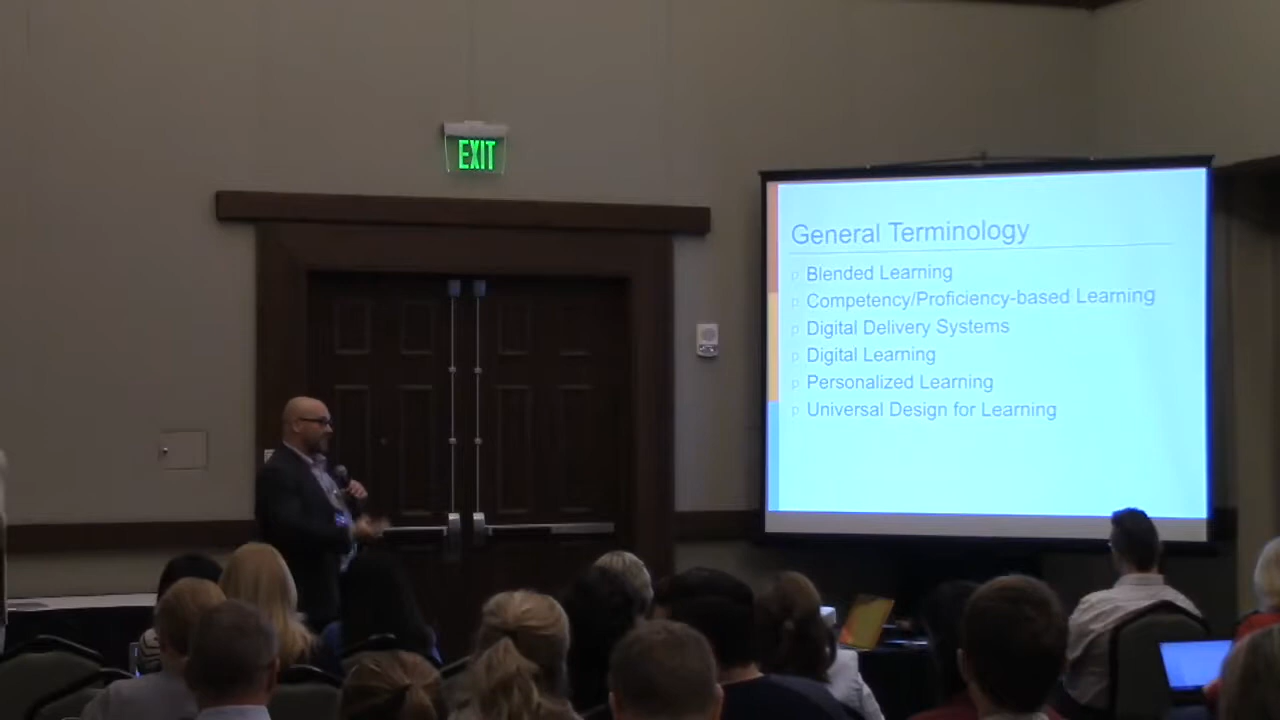 EXIT
General Terminology
Blended Learning
Competency/Proficiency-based Learning
Digital Delivery Systems
Digital Learning
Personalized Learning
Universal Design for Learning